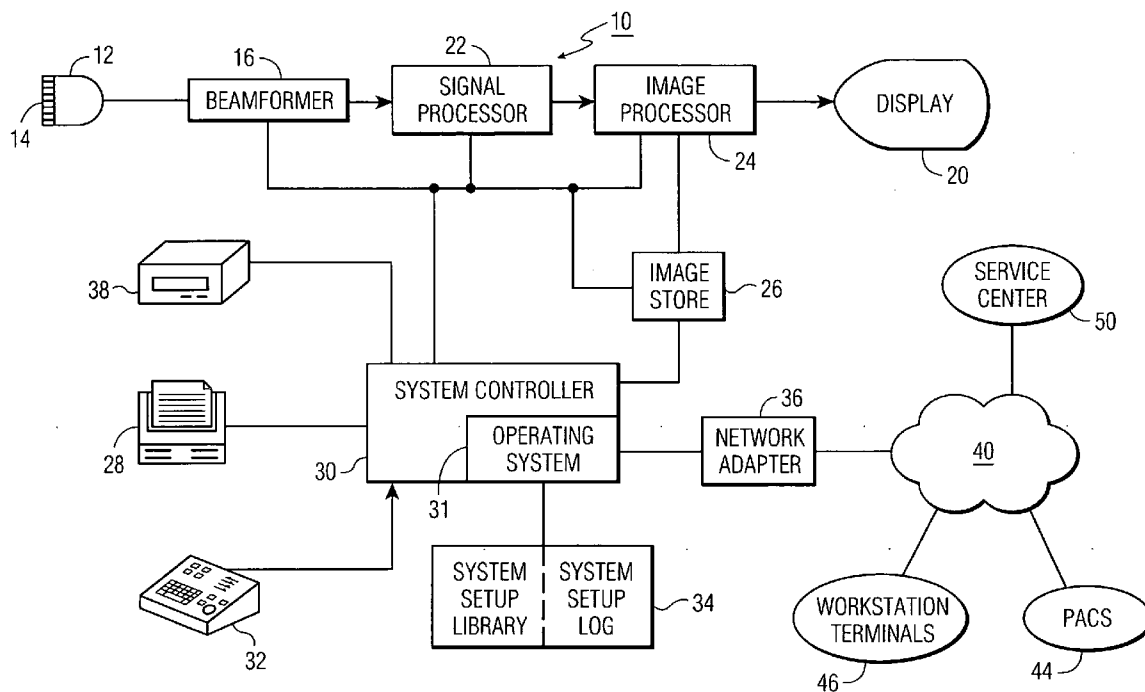 10
12
16
22
BEAMFORMER
SIGNAL
PROCESSOR
IMAGE
PROCESSOR
DISPLAY
14
24
20
38
IMAGE
STORE
26
SERVICE
CENTER
50
SYSTEM CONTROLLER
OPERATING
SYSTEM
28
30
31
36
NETWORK
ADAPTER
40
32
SYSTEM
SETUP
LIBRARY
SYSTEM
SETUP
LOG
34
WORKSTATION
TERMINALS
46
PACS
44